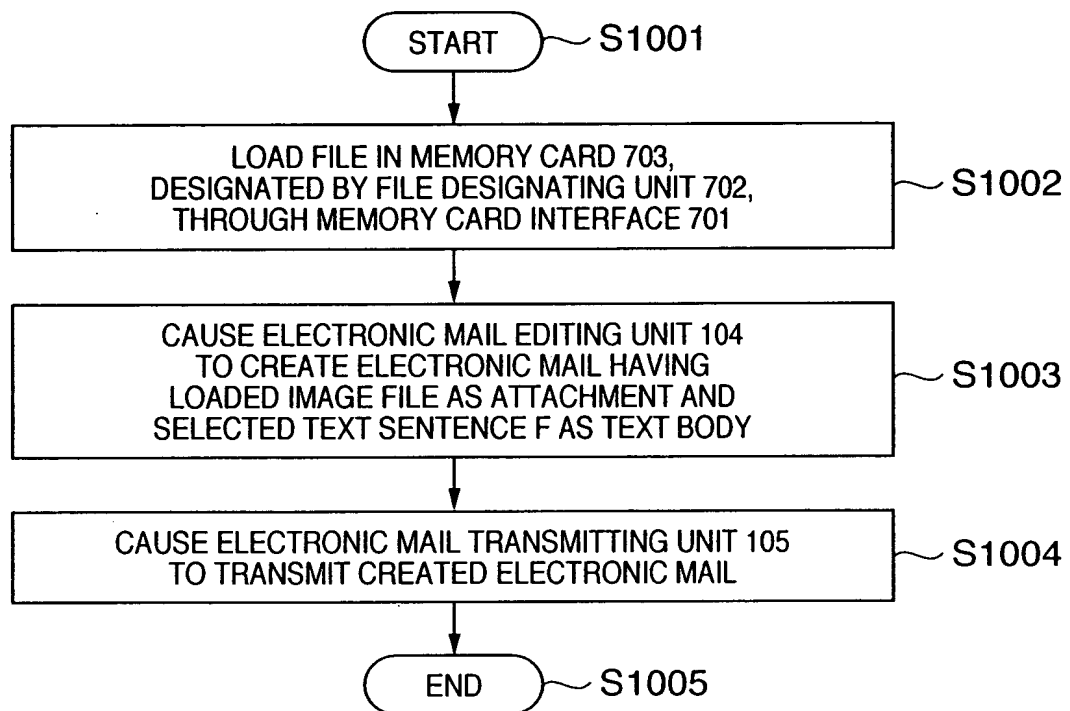 START
S1001
LOAD FILE IN MEMORY CARD 703,
DESIGNATED BY FILE DESIGNATING UNIT 702,
THROUGH MEMORY CARD INTERFACE 701
S1002
CAUSE ELECTRONIC MAIL EDITING UNIT 104
TO CREATE ELECTRONIC MAIL HAVING
LOADED IMAGE FILE AS ATTACHMENT AND
SELECTED TEXT SENTENCE F AS TEXT BODY
S1003
CAUSE ELECTRONIC MAIL TRANSMITTING UNIT 105
TO TRANSMIT CREATED ELECTRONIC MAIL
S1004
END
S1005